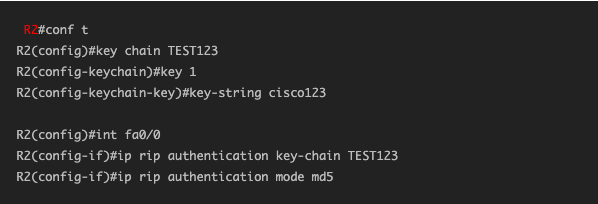 R2#conf t
R2(config)#key chain TEST123
R2(config-keychain)#key 1
R2(config-keychain-key)#key-string cisco123
R2(config)#int fa0/0
R2(config-if)#ip rip authentication key-chain TEST123
R2(config-if)#ip rip authentication mode md5